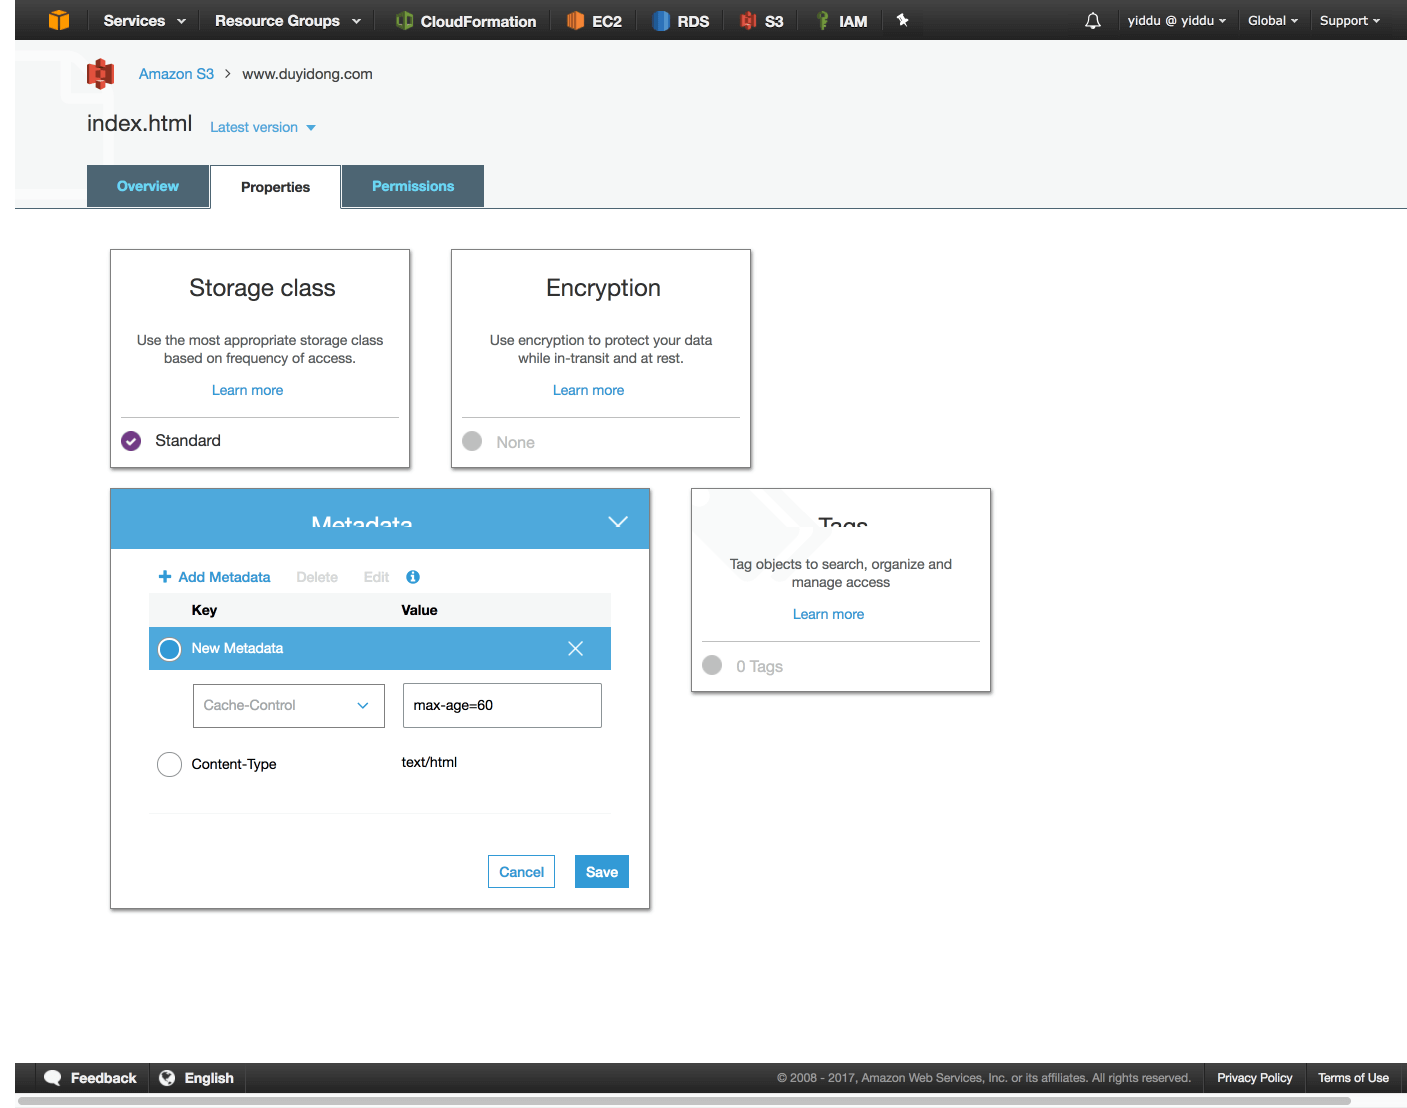 Services
Resource Groups
CloudFormation
EC2
RDS
S3
IAM
yiddu @ yiddu
Global
Support
Amazon S3 > www.duyidong.com
index.html
Latest version
Overview
Properties
Permissions
Storage class
Use the most appropriate storage class
based on frequency of access.
Learn more
Standard
Encryption
Use encryption to protect your data
while in-transit and at rest.
Learn more
None
Metadata
Add Metadata
Delete
Edit
Key
Value
New Metadata
Cache-Control
max-age=60
Content-Type
text/html
Cancel
Save
Tags
Tag objects to search, organize and
manage access
Learn more
0 Tags
Feedback
English
© 2008 - 2017, Amazon Web Services, Inc. or its affiliates. All rights reserved.
Privacy Policy
Terms of Use